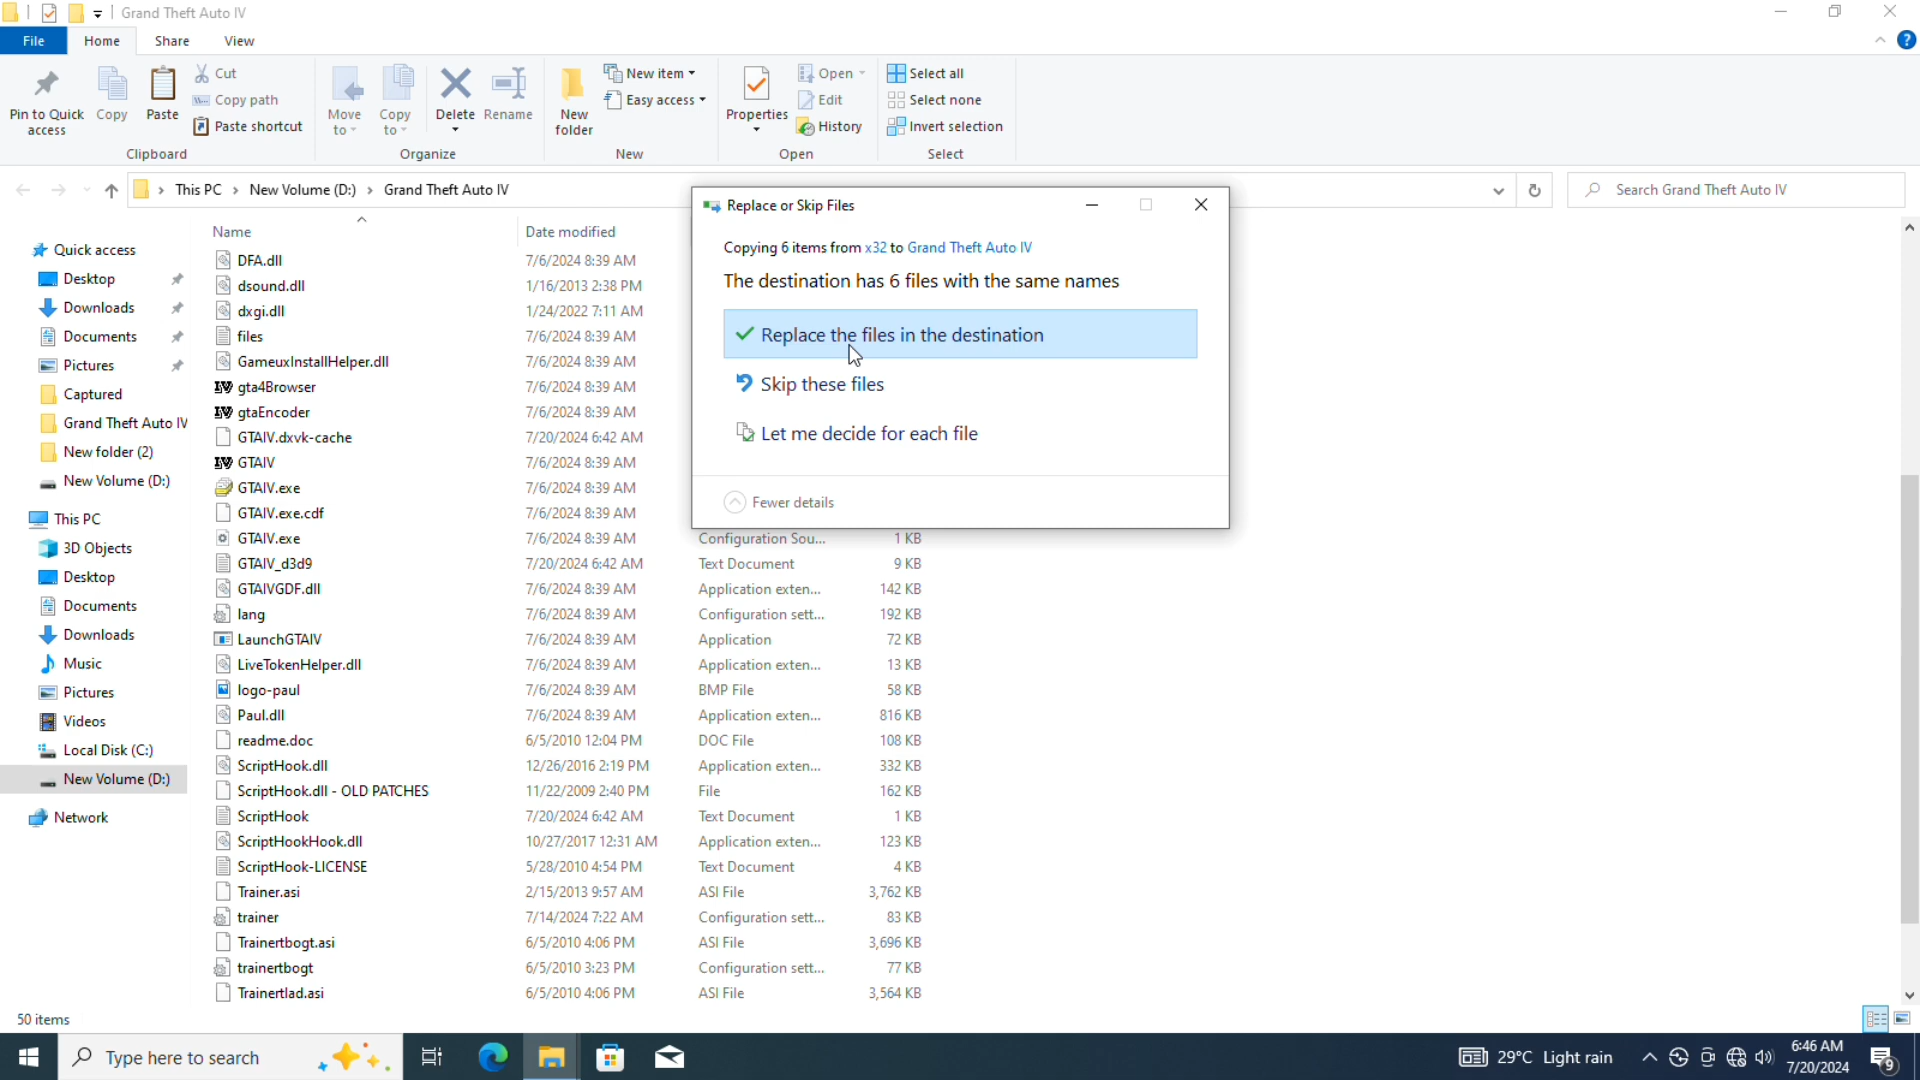 Grand Theft Auto IV
File Home Share View
Pin to Quick access
Copy
Paste
Cut
Copy path
Paste shortcut
Clipboard
Move to
Copy to
Delete
Rename
Organize
New folder
New item
Easy access
New
Properties
Open
Edit
History
Open
Select all
Select none
Invert selection
Select
This PC › New Volume (D:) › Grand Theft Auto IV
Search Grand Theft Auto IV
Quick access
Desktop
Downloads
Documents
Pictures
Captured
Grand Theft Auto IV
New folder (2)
New Volume (D:)
This PC
3D Objects
Desktop
Documents
Downloads
Music
Pictures
Videos
Local Disk (C:)
New Volume (D:)
Network
Name Date modified
DFA.dll 7/6/2024 8:39 AM
dsound.dll 1/16/2013 2:38 PM
dxgi.dll 1/24/2022 7:11 AM
files 7/6/2024 8:39 AM
GameuxInstallHelper.dll 7/6/2024 8:39 AM
gta4Browser 7/6/2024 8:39 AM
gtaEncoder 7/6/2024 8:39 AM
GTAIV.dxvk-cache 7/20/2024 6:42 AM
GTAIV 7/6/2024 8:39 AM
GTAIV.exe 7/6/2024 8:39 AM
GTAIV.exe.cdf 7/6/2024 8:39 AM
GTAIV.exe 7/6/2024 8:39 AM Configuration Sou... 1 KB
GTAIV_d3d9 7/20/2024 6:42 AM Text Document 9 KB
GTAIVGDF.dll 7/6/2024 8:39 AM Application exten... 142 KB
lang 7/6/2024 8:39 AM Configuration sett... 192 KB
LaunchGTAIV 7/6/2024 8:39 AM Application 72 KB
LiveTokenHelper.dll 7/6/2024 8:39 AM Application exten... 13 KB
logo-paul 7/6/2024 8:39 AM BMP File 58 KB
Paul.dll 7/6/2024 8:39 AM Application exten... 816 KB
readme.doc 6/5/2010 12:04 PM DOC File 108 KB
ScriptHook.dll 12/26/2016 2:19 PM Application exten... 332 KB
ScriptHook.dll - OLD PATCHES 11/22/2009 2:40 PM File 162 KB
ScriptHook 7/20/2024 6:42 AM Text Document 1 KB
ScriptHookHook.dll 10/27/2017 12:31 AM Application exten... 123 KB
ScriptHook-LICENSE 5/28/2010 4:54 PM Text Document 4 KB
Trainer.asi 2/15/2013 9:57 AM ASI File 3,762 KB
trainer 7/14/2024 7:22 AM Configuration sett... 83 KB
Trainertbogt.asi 6/5/2010 4:06 PM ASI File 3,696 KB
trainertbogt 6/5/2010 3:23 PM Configuration sett... 77 KB
Trainertlad.asi 6/5/2010 4:06 PM ASI File 3,564 KB
Replace or Skip Files
Copying 6 items from x32 to Grand Theft Auto IV
The destination has 6 files with the same names
Replace the files in the destination
Skip these files
Let me decide for each file
Fewer details
50 items
Type here to search
29°C Light rain
6:46 AM
7/20/2024
9